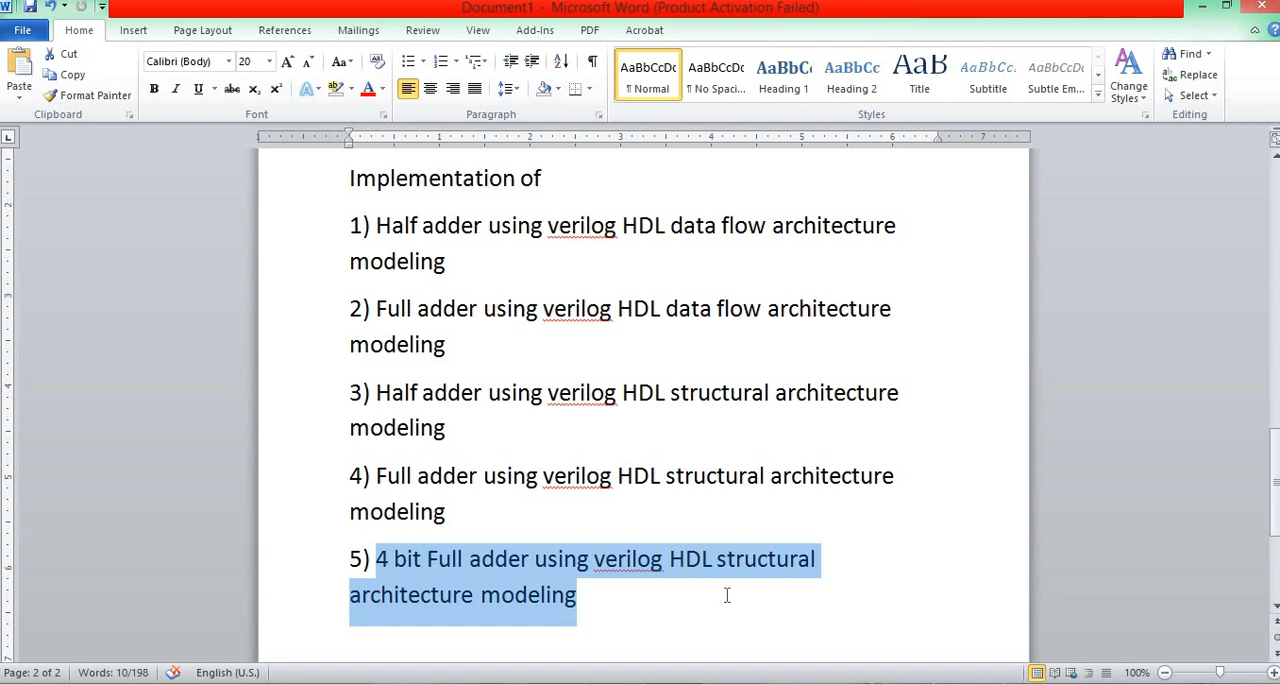 Document1 - Microsoft Word (Product Activation Failed)
File Home Insert Page Layout References Mailings Review View Add-Ins PDF Acrobat
Cut
Copy
Format Painter
Paste
Calibri (Body) 20
AaBbCcDc AaBbCcDc AaBbC AaBbCc AaB AaBbCc. AaBbCcDc
¶ Normal ¶ No Spaci... Heading 1 Heading 2 Title Subtitle Subtle Em...
Change
Styles
Find
Replace
Select
Clipboard Font Paragraph Styles Editing
Implementation of
1) Half adder using verilog HDL data flow architecture
modeling
2) Full adder using verilog HDL data flow architecture
modeling
3) Half adder using verilog HDL structural architecture
modeling
4) Full adder using verilog HDL structural architecture
modeling
5) 4 bit Full adder using verilog HDL structural
architecture modeling
Page: 2 of 2 Words: 10/198 English (U.S.) 100%